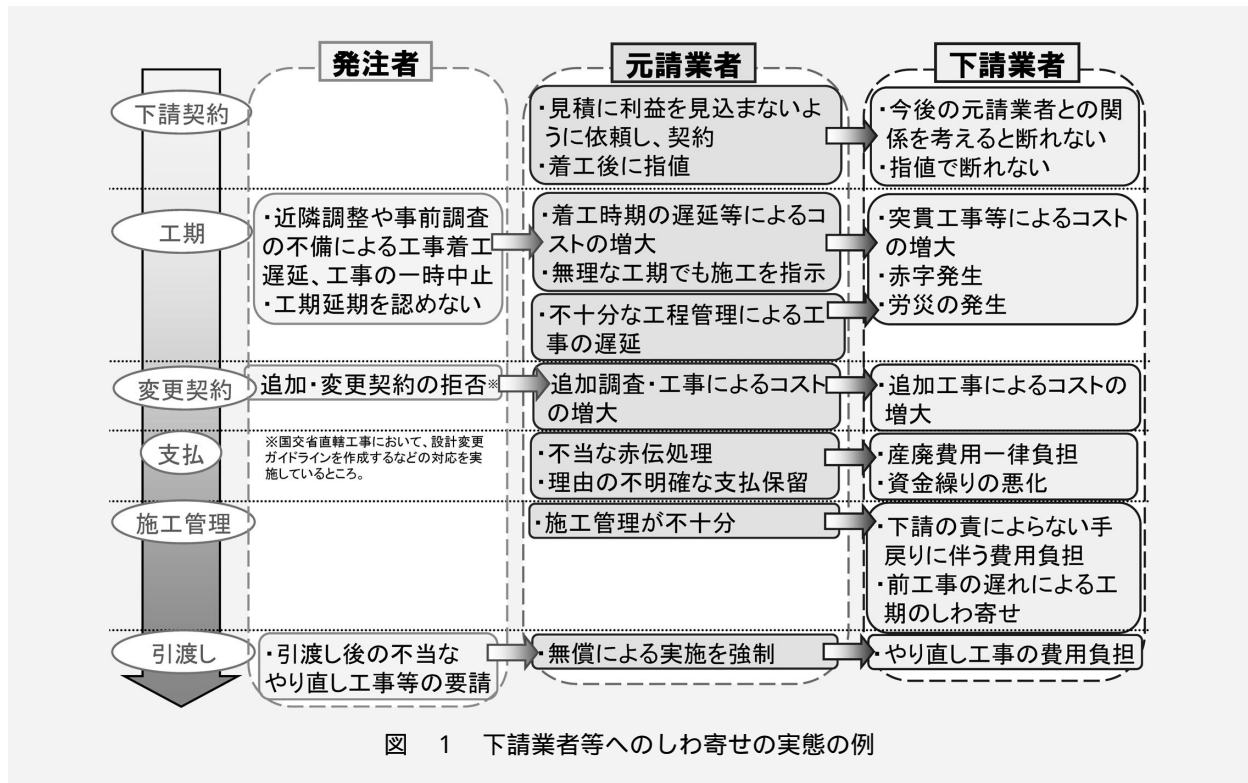 発注者
元請業者
下請業者
下請契約
・見積に利益を見込まないよ
うに依頼し、契約
・着工後に指値
・今後の元請業者との関
係を考えると断れない
・指値で断れない
工期
・近隣調整や事前調査
の不備による工事着工
遅延、工事の一時中止
・工期延期を認めない
・着工時期の遅延等によるコ
ストの増大
・無理な工期でも施工を指示
・不十分な工程管理による工
事の遅延
・突貫工事等によるコスト
の増大
・赤字発生
・労災の発生
変更契約
追加・変更契約の拒否※
・追加調査・工事によるコスト
の増大
・追加工事によるコストの
増大
支払
※国交省直轄工事において、設計変更
ガイドラインを作成するなどの対応を実
施しているところ。
・不当な赤伝処理
・理由の不明確な支払保留
・産廃費用一律負担
・資金繰りの悪化
施工管理
・施工管理が不十分
・下請の責によらない手
戻りに伴う費用負担
・前工事の遅れによる工
期のしわ寄せ
引渡し
・引渡し後の不当な
やり直し工事等の要請
・無償による実施を強制
・やり直し工事の費用負担
図 1 下請業者等へのしわ寄せの実態の例